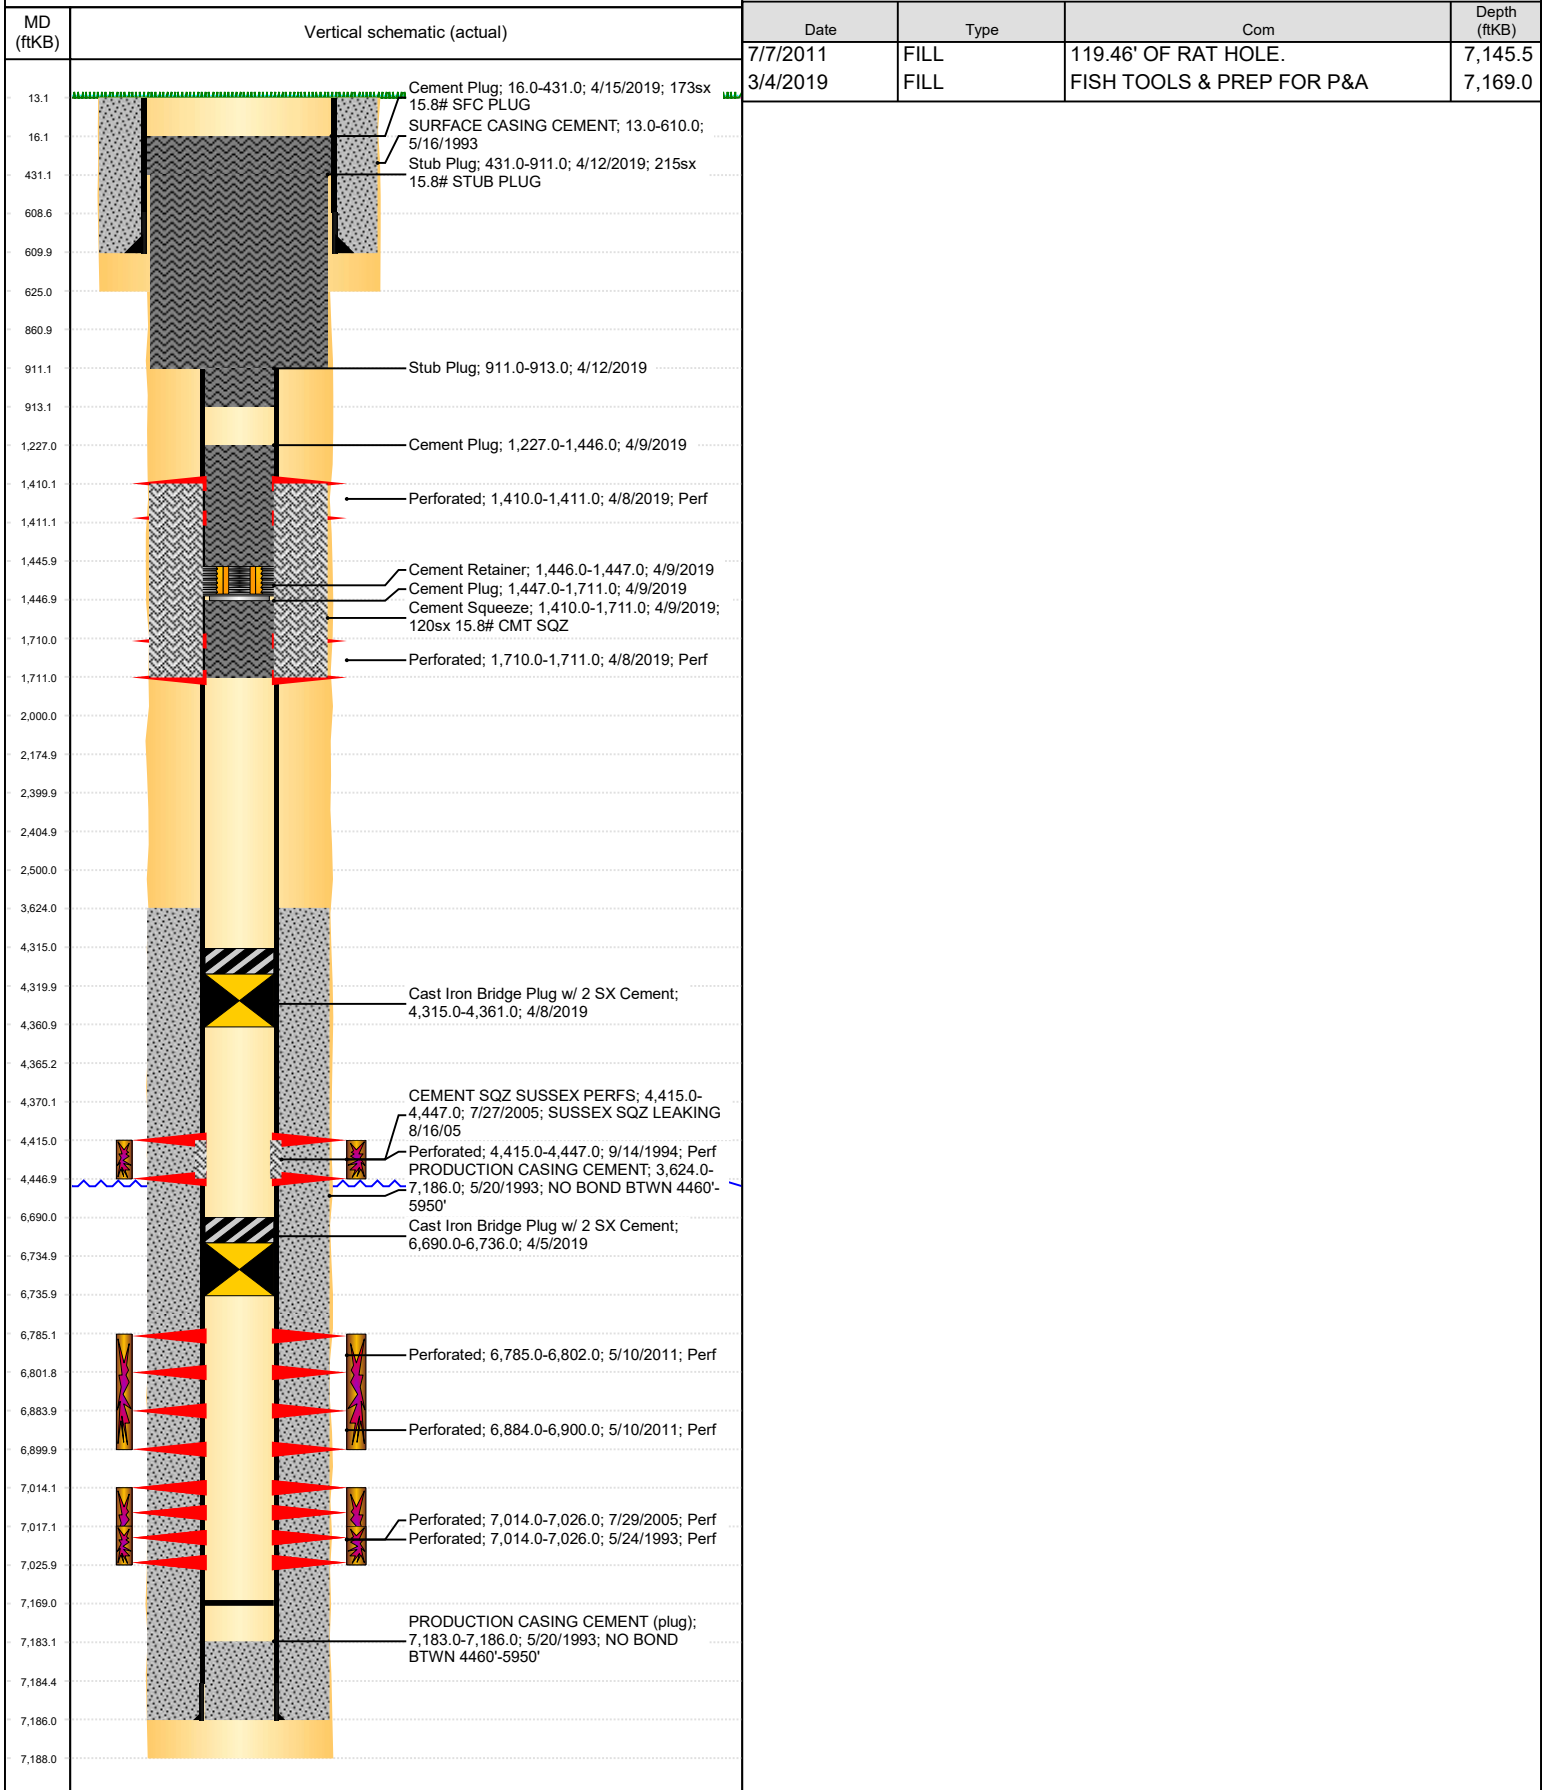 MD
(ftKB)
Vertical schematic (actual)
Date
Type
Com
Depth
(ftKB)
7/7/2011
FILL
119.46' OF RAT HOLE.
7,145.5
3/4/2019
FILL
FISH TOOLS & PREP FOR P&A
7,169.0
13.1
16.1
431.1
608.6
609.9
625.0
860.9
911.1
913.1
1,227.0
1,410.1
1,411.1
1,445.9
1,446.9
1,710.0
1,711.0
2,000.0
2,174.9
2,399.9
2,404.9
2,500.0
3,624.0
4,315.0
4,319.9
4,360.9
4,365.2
4,370.1
4,415.0
4,446.9
6,690.0
6,734.9
6,735.9
6,785.1
6,801.8
6,883.9
6,899.9
7,014.1
7,017.1
7,025.9
7,169.0
7,183.1
7,184.4
7,186.0
7,188.0
Cement Plug; 16.0-431.0; 4/15/2019; 173sx
15.8# SFC PLUG
SURFACE CASING CEMENT; 13.0-610.0;
5/16/1993
Stub Plug; 431.0-911.0; 4/12/2019; 215sx
15.8# STUB PLUG
Stub Plug; 911.0-913.0; 4/12/2019
Cement Plug; 1,227.0-1,446.0; 4/9/2019
Perforated; 1,410.0-1,411.0; 4/8/2019; Perf
Cement Retainer; 1,446.0-1,447.0; 4/9/2019
Cement Plug; 1,447.0-1,711.0; 4/9/2019
Cement Squeeze; 1,410.0-1,711.0; 4/9/2019;
120sx 15.8# CMT SQZ
Perforated; 1,710.0-1,711.0; 4/8/2019; Perf
Cast Iron Bridge Plug w/ 2 SX Cement;
4,315.0-4,361.0; 4/8/2019
CEMENT SQZ SUSSEX PERFS; 4,415.0-
4,447.0; 7/27/2005; SUSSEX SQZ LEAKING
8/16/05
Perforated; 4,415.0-4,447.0; 9/14/1994; Perf
PRODUCTION CASING CEMENT; 3,624.0-
7,186.0; 5/20/1993; NO BOND BTWN 4460'-
5950'
Cast Iron Bridge Plug w/ 2 SX Cement;
6,690.0-6,736.0; 4/5/2019
Perforated; 6,785.0-6,802.0; 5/10/2011; Perf
Perforated; 6,884.0-6,900.0; 5/10/2011; Perf
Perforated; 7,014.0-7,026.0; 7/29/2005; Perf
Perforated; 7,014.0-7,026.0; 5/24/1993; Perf
PRODUCTION CASING CEMENT (plug);
7,183.0-7,186.0; 5/20/1993; NO BOND
BTWN 4460'-5950'